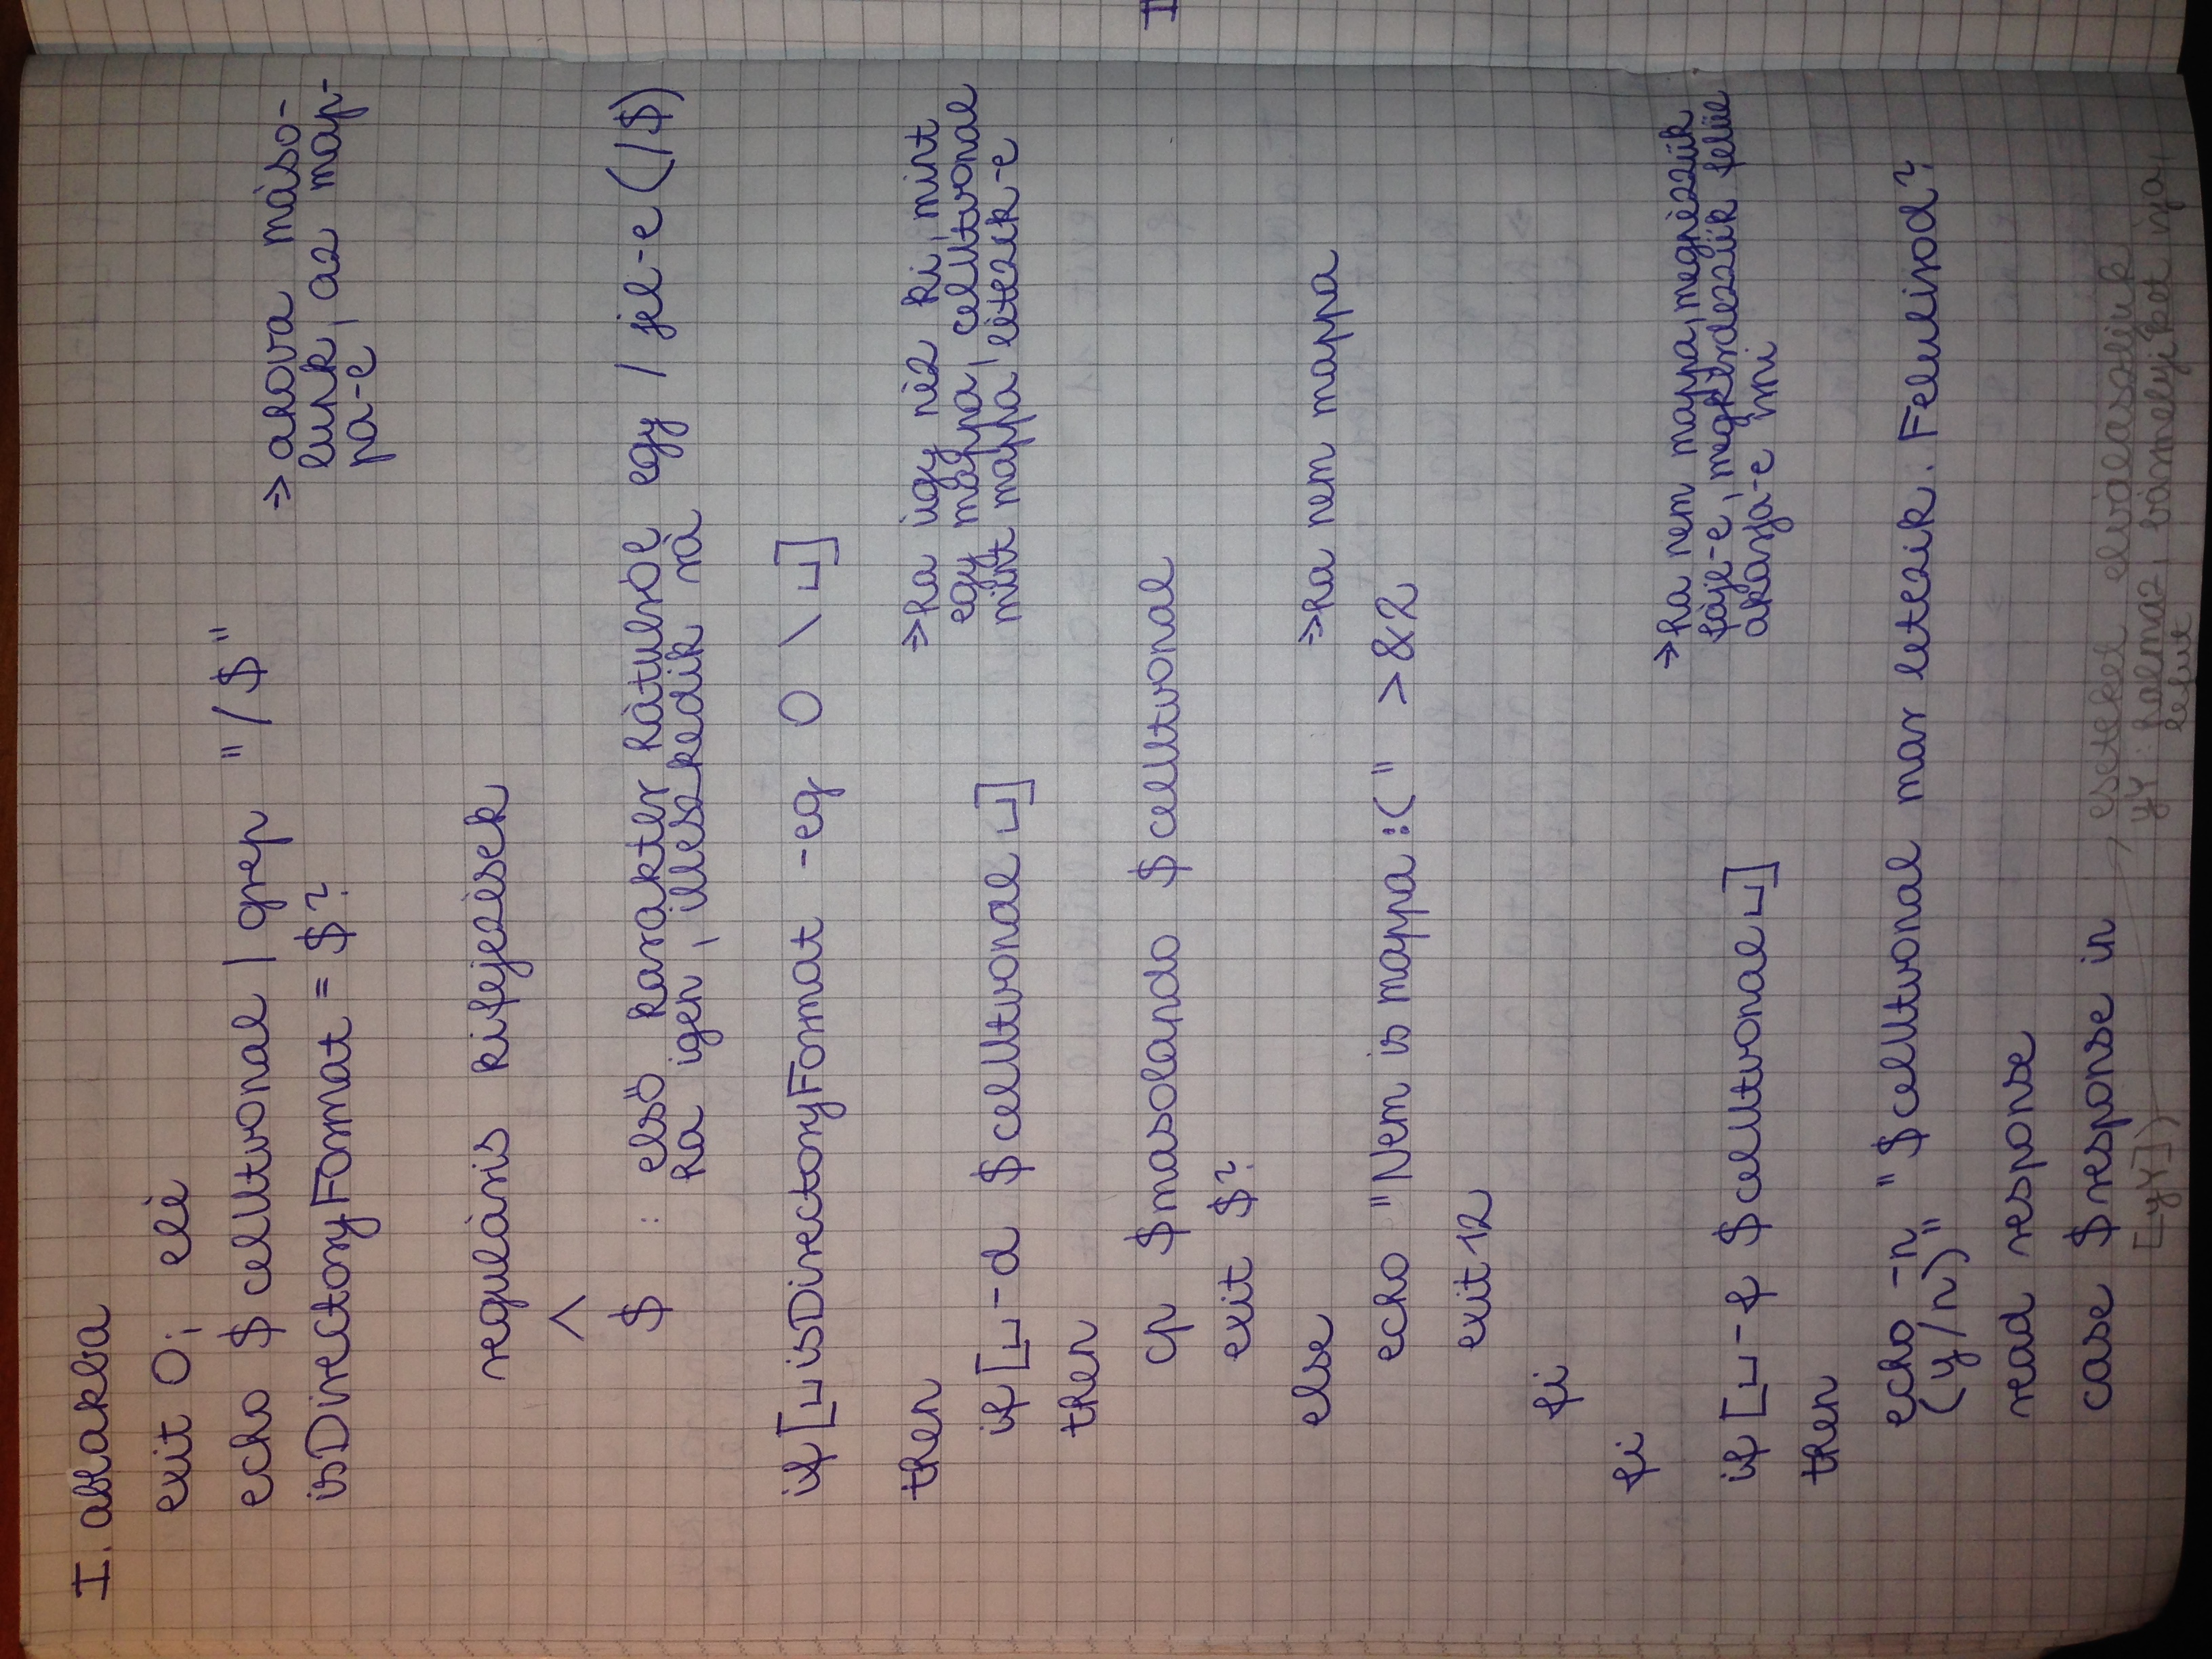 I. ablakba
exit 0; elé
echo $celUtvonal | grep "/$"
isDirectoryFormat = $?
→ ahova máso-
lunk, az map-
pa-e
reguláris kifejezések
^
$ : első karakter hátulról egy / jel-e (/$)
ha igen, illeszkedik rá
if [␣isDirectoryFormat -eq 0 \ ␣]
then
→ ha úgy néz ki, mint
egy mappa, celUtvonal
mint mappa létezik-e
if [␣-d $celUtvonal ␣]
then
cp $masolando $celUtvonal
exit $?
else → ha nem mappa
echo "Nem is mappa :(" >&2
exit 12
fi
fi
→ ha nem mappa, megnézzük
fájl-e, megkérdezzük felül
akarja-e írni
if [␣-f $celUtvonal␣]
then
echo -n "$celUtvonal mar letezik. Felulirod?
(y/n)"
read response
case $response in
[yY]) → eseteket elválasztjuk
yY halmaz, bármelyiket írja,
lefut